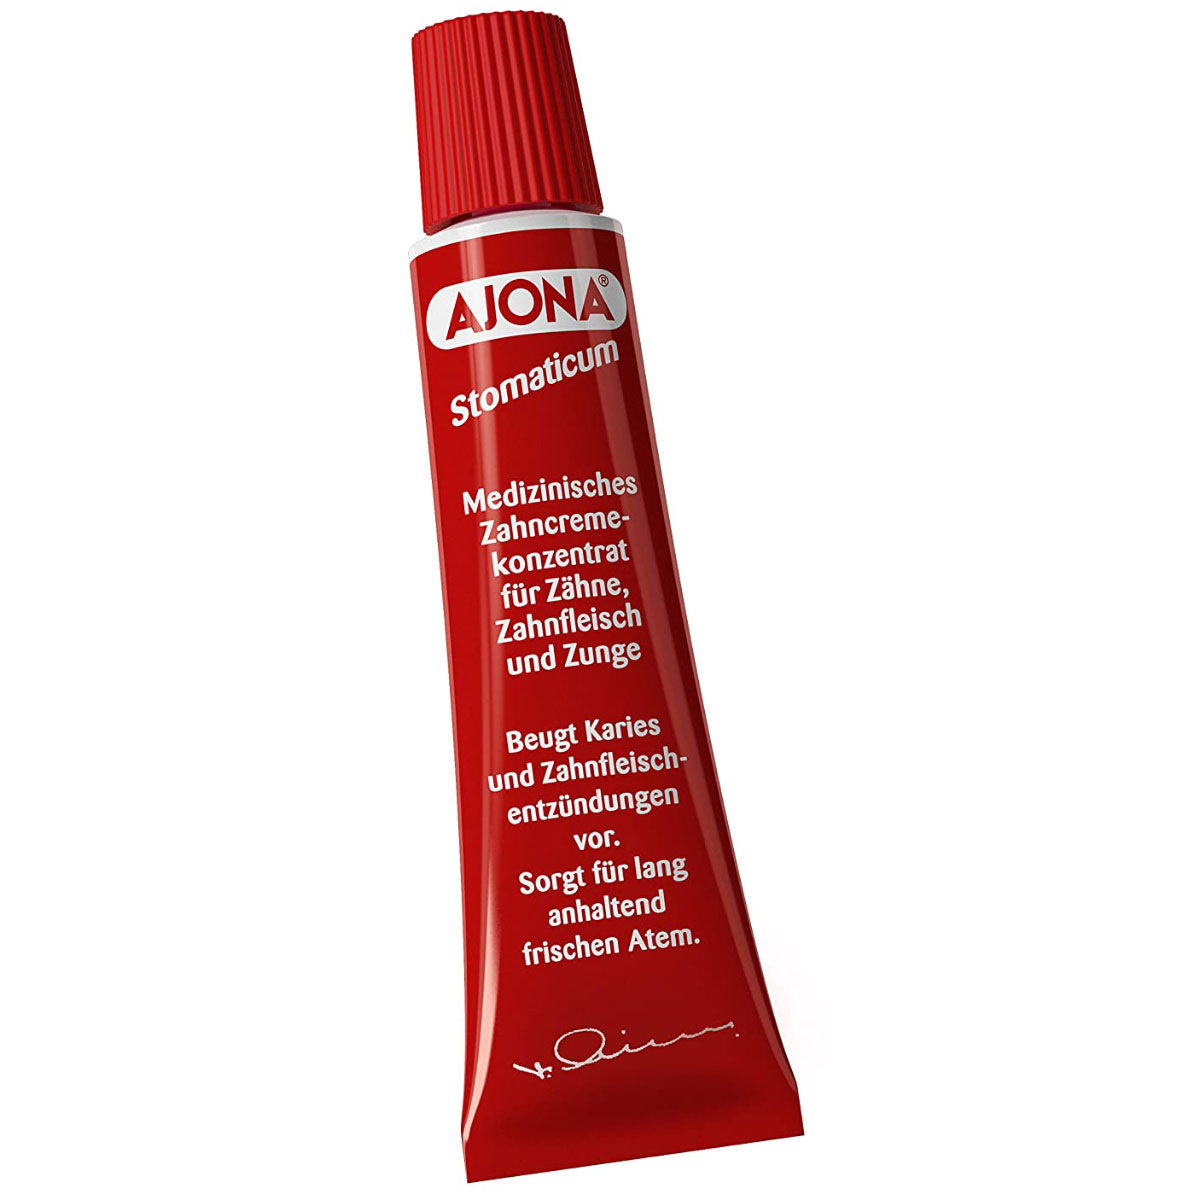 AJONA®
Stomaticum
Medizinisches
Zahncreme-
konzentrat
für Zähne,
Zahnfleisch
und Zunge
Beugt Karies
und Zahnfleisch-
entzündungen
vor.
Sorgt für lang
anhaltend
frischen Atem.